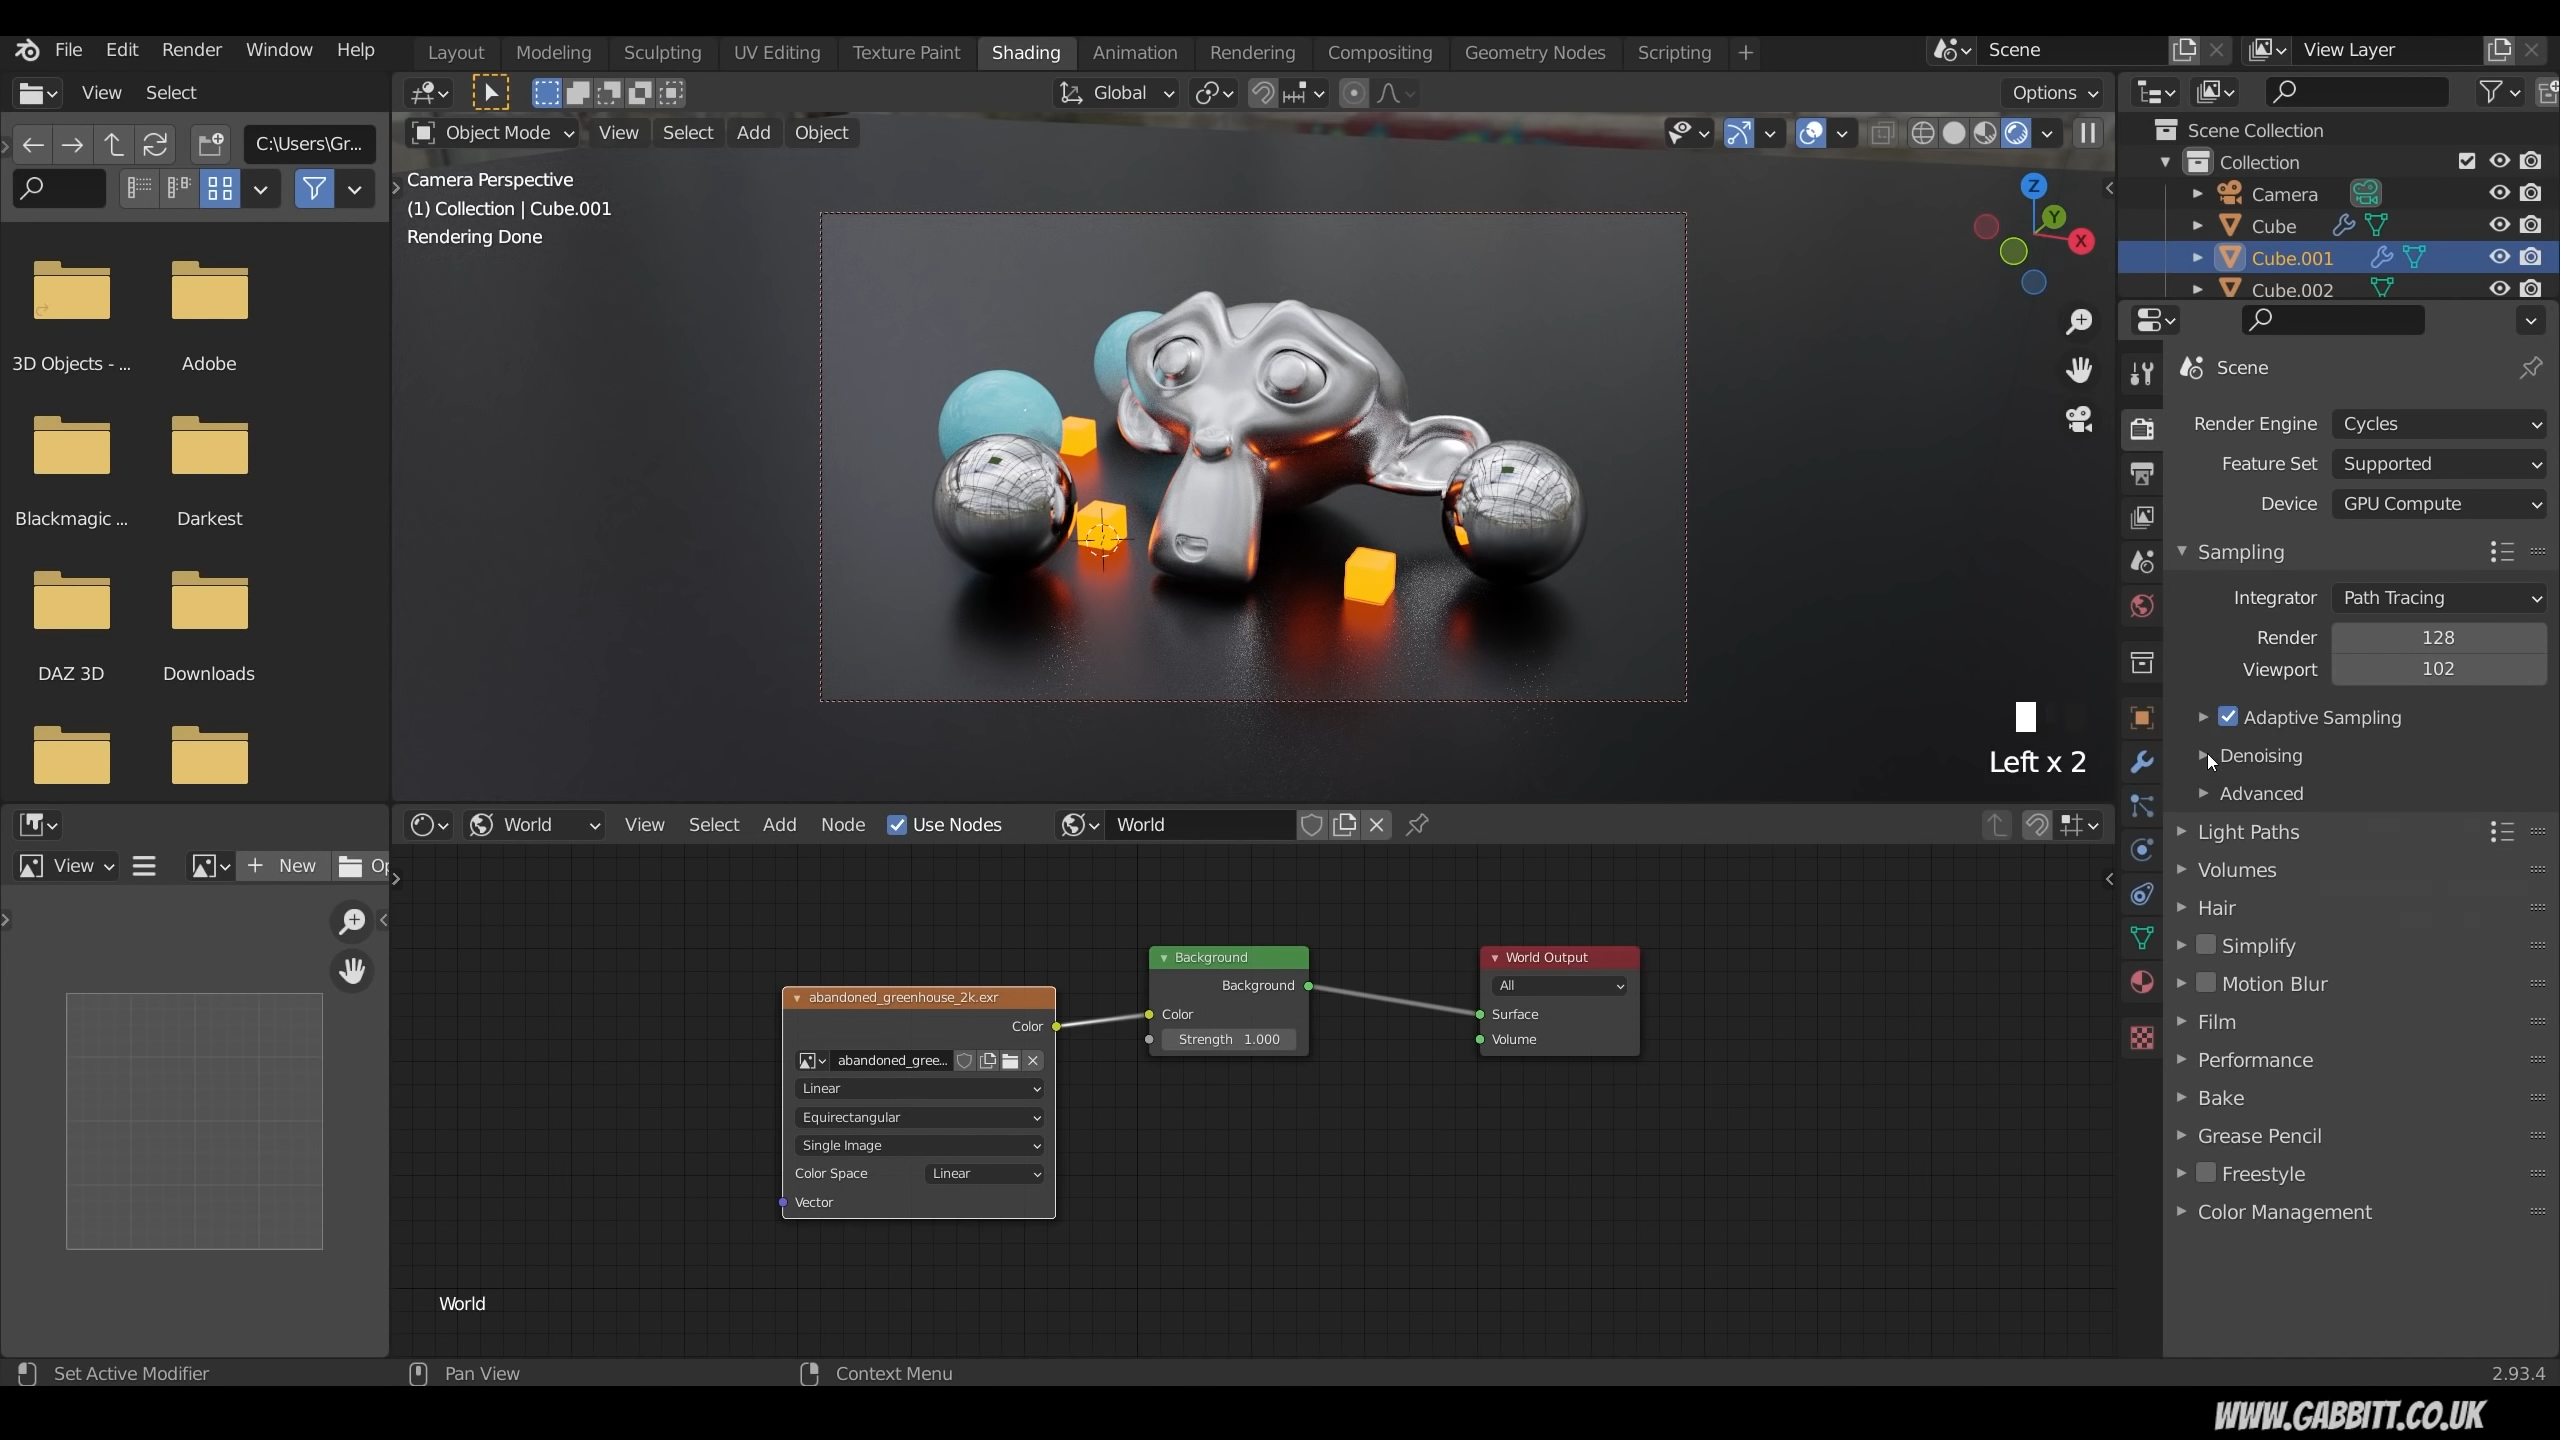 File Edit Render Window Help Layout Modeling Sculpting UV Editing Texture Paint Shading Animation Rendering Compositing Geometry Nodes Scripting + Scene View Layer
View Select
Global
Options
C:\Users\Gr...
Object Mode View Select Add Object
Camera Perspective
(1) Collection | Cube.001
Rendering Done
3D Objects - ... Adobe
Blackmagic ... Darkest
DAZ 3D Downloads
Z
Y
X
Left x 2
Scene Collection
Collection
Camera
Cube
Cube.001
Cube.002
Scene
Render Engine Cycles
Feature Set Supported
Device GPU Compute
Sampling
Integrator Path Tracing
Render 128
Viewport 102
Adaptive Sampling
Denoising
Advanced
Light Paths
Volumes
Hair
Simplify
Motion Blur
Film
Performance
Bake
Grease Pencil
Freestyle
Color Management
View + New Op
World View Select Add Node Use Nodes World
abandoned_greenhouse_2k.exr
Color
abandoned_gree...
Linear
Equirectangular
Single Image
Color Space Linear
Vector
Background
Background
Color
Strength 1.000
World Output
All
Surface
Volume
World
Set Active Modifier Pan View Context Menu 2.93.4
WWW.GABBITT.CO.UK